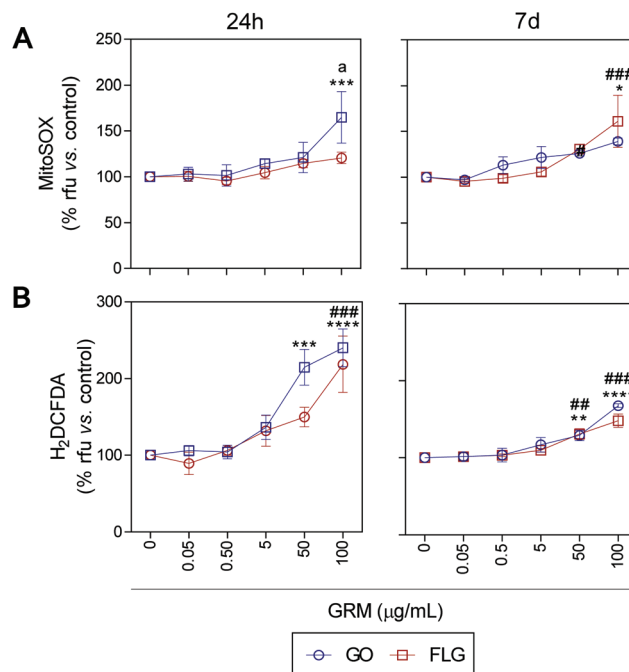 24h 7d
A
MitoSOX
(% rfu vs. control)
250
200
150
100
50
0
a
***
###
*
#
B
H₂DCFDA
(% rfu vs. control)
300
200
100
0
***
###
****
##
**
###
****
0 0.05 0.50 5 50 100
0 0.05 0.5 5 50 100
GRM (µg/mL)
GO FLG